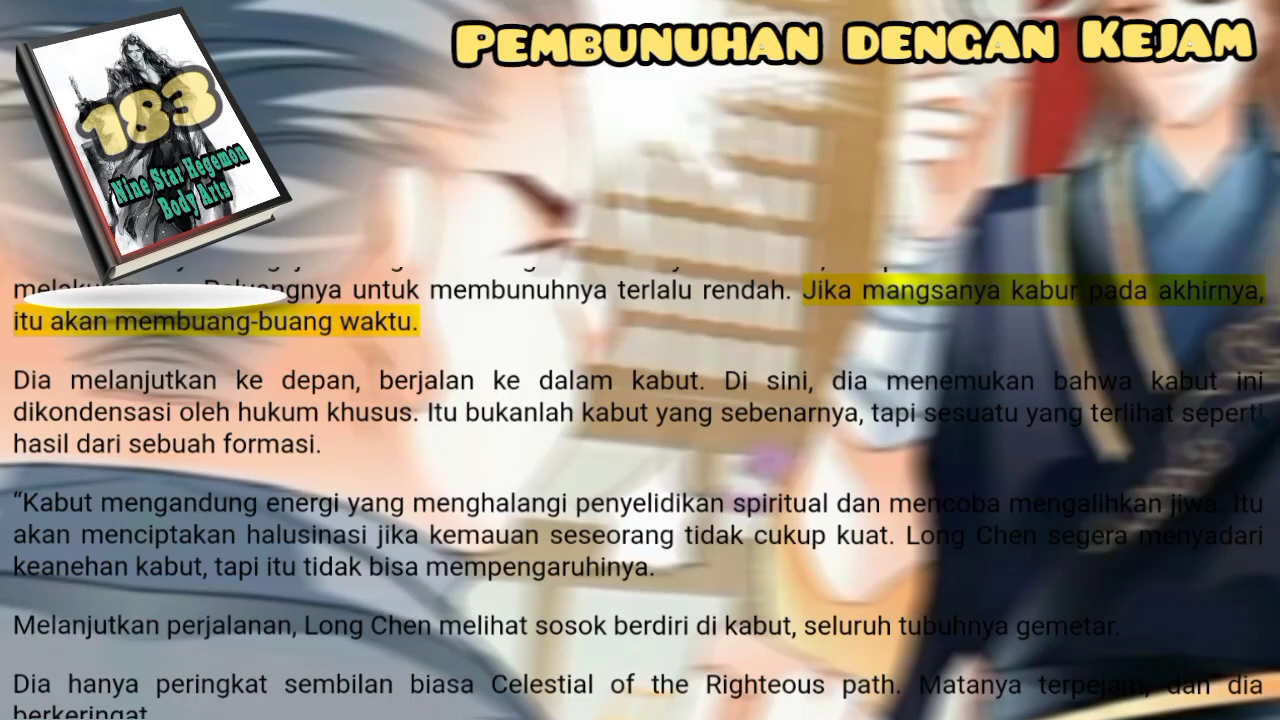 Pembunuhan dengan Kejam
183
Nine Star Hegemon
Body Arts
untuk membunuhnya terlalu rendah. Jika mangsanya kabur pada akhirnya,
itu akan membuang-buang waktu.
Dia melanjutkan ke depan, berjalan ke dalam kabut. Di sini, dia menemukan bahwa kabut ini
dikondensasi oleh hukum khusus. Itu bukanlah kabut yang sebenarnya, tapi sesuatu yang terlihat seperti
hasil dari sebuah formasi.
“Kabut mengandung energi yang menghalangi penyelidikan spiritual dan mencoba mengalihkan jiwa. Itu
akan menciptakan halusinasi jika kemauan seseorang tidak cukup kuat. Long Chen segera menyadari
keanehan kabut, tapi itu tidak bisa mempengaruhinya.
Melanjutkan perjalanan, Long Chen melihat sosok berdiri di kabut, seluruh tubuhnya gemetar.
Dia hanya peringkat sembilan biasa Celestial of the Righteous path. Matanya terpejam, dan dia
berkeringat